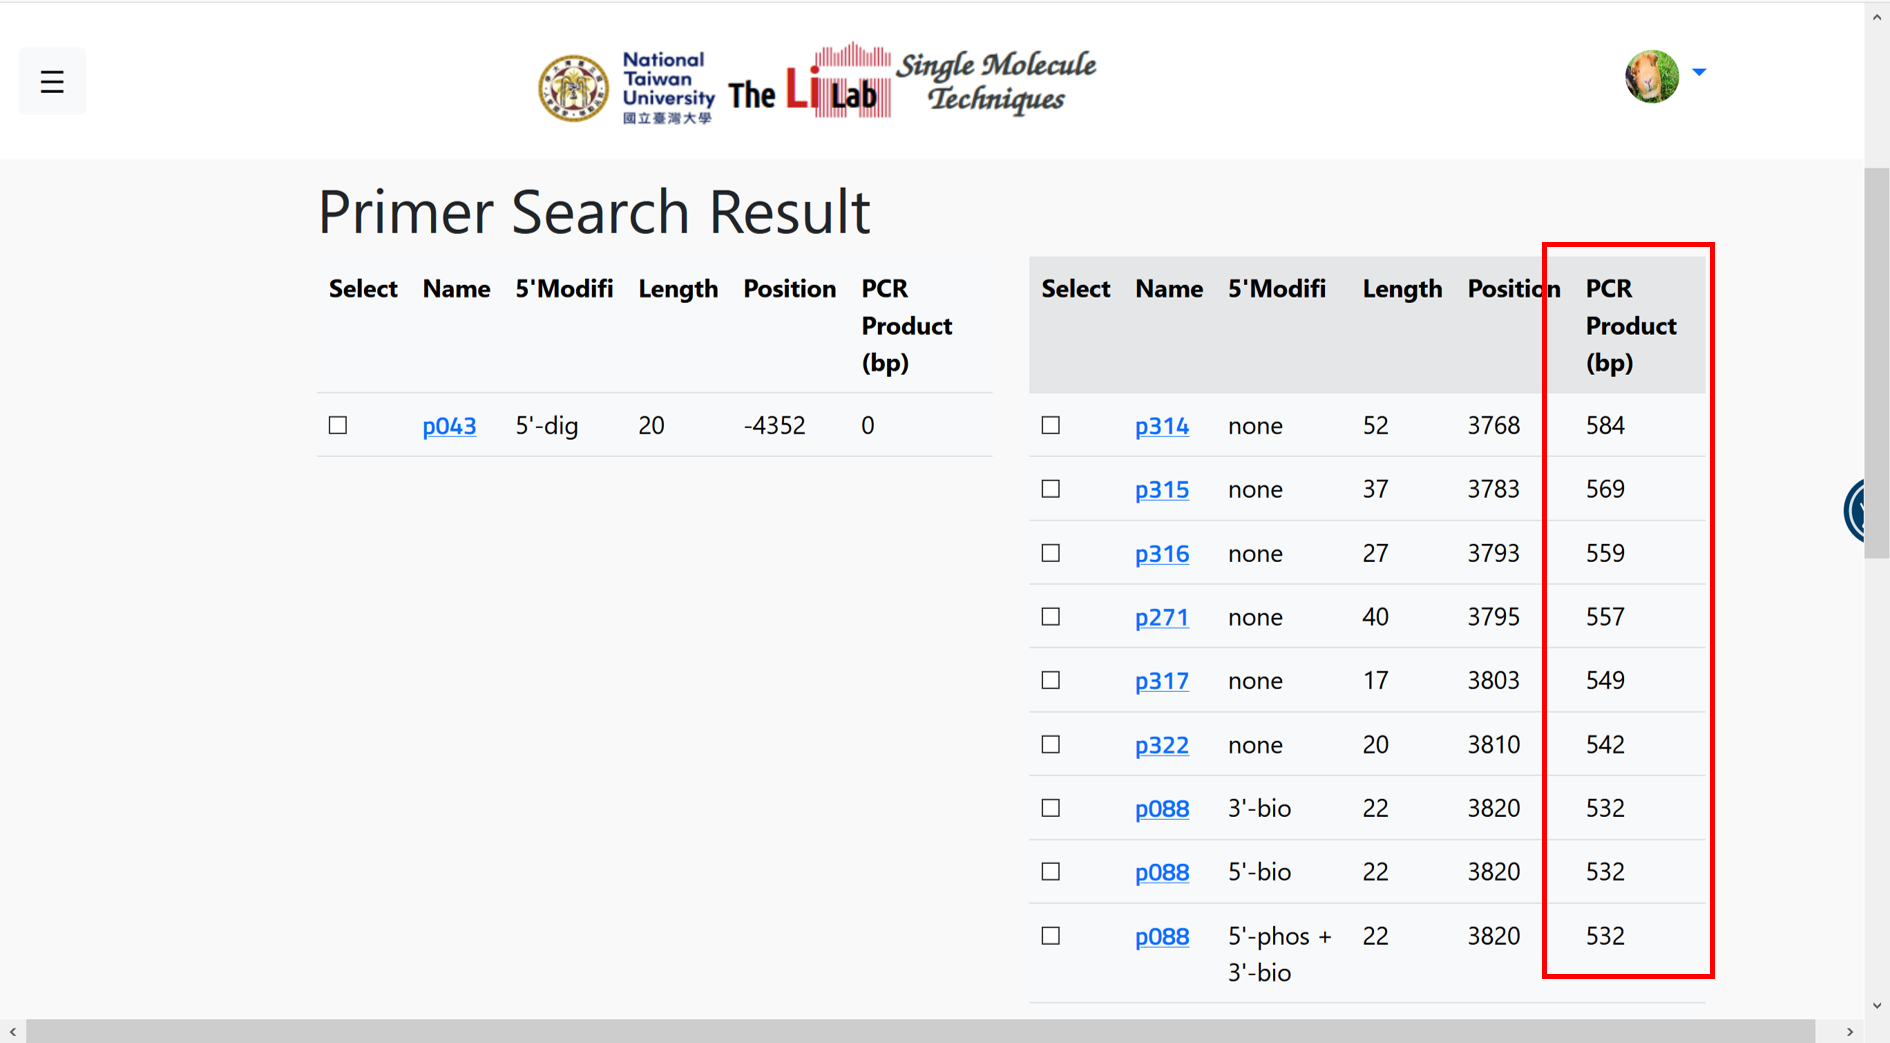 ☰
National
Taiwan
University
國立臺灣大學
The Li Lab
Single Molecule
Techniques
Primer Search Result
Select Name 5'Modifi Length Position PCR
Product
(bp)
p043 5'-dig 20 -4352 0
Select Name 5'Modifi Length Position PCR
Product
(bp)
p314 none 52 3768 584
p315 none 37 3783 569
p316 none 27 3793 559
p271 none 40 3795 557
p317 none 17 3803 549
p322 none 20 3810 542
p088 3'-bio 22 3820 532
p088 5'-bio 22 3820 532
p088 5'-phos + 22 3820 532
3'-bio